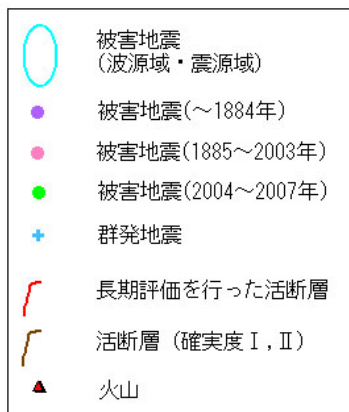 被害地震
(波源域・震源域)
被害地震(～1884年)
被害地震(1885～2003年)
被害地震(2004～2007年)
群発地震
長期評価を行った活断層
活断層 (確実度Ⅰ,Ⅱ)
火山